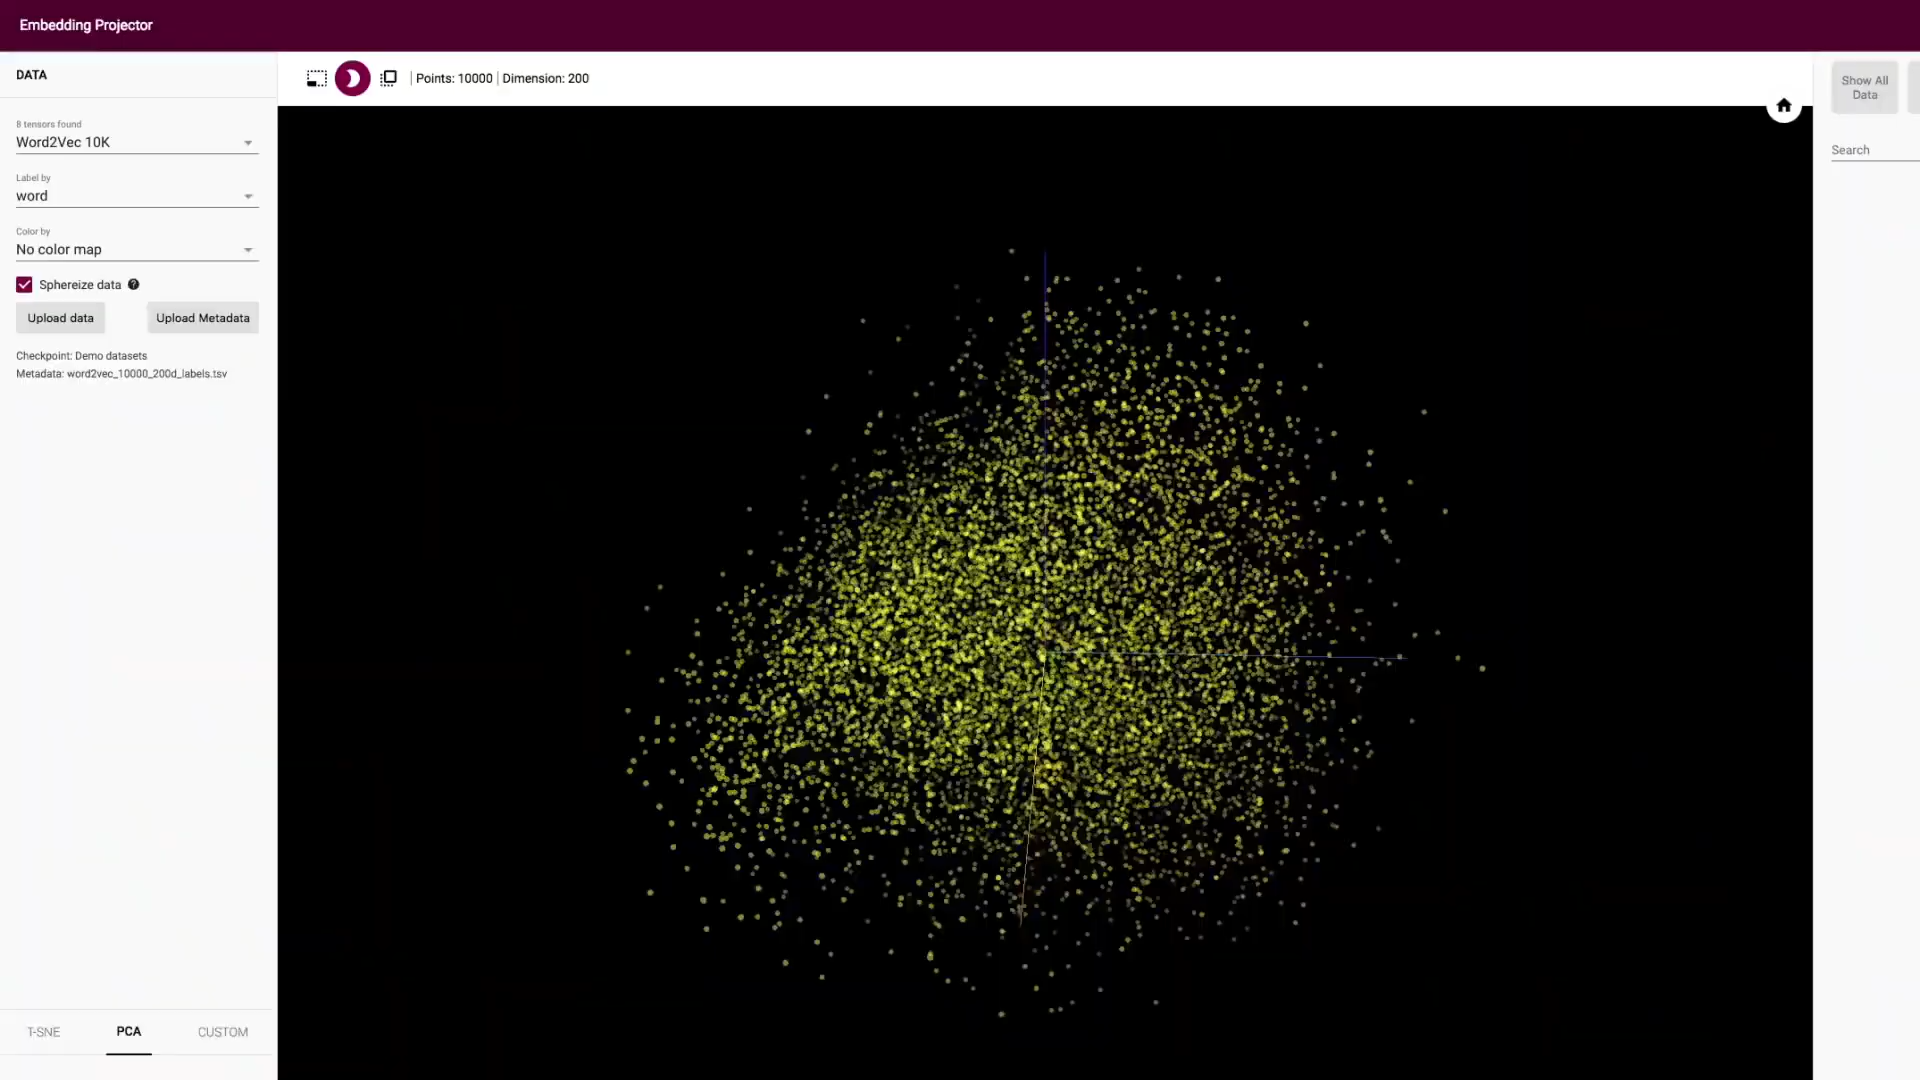 Embedding Projector
DATA
Points: 10000 | Dimension: 200
Show All
Data
8 tensors found
Word2Vec 10K
Search
Label by
word
Color by
No color map
Sphereize data
Upload data
Upload Metadata
Checkpoint: Demo datasets
Metadata: word2vec_10000_200d_labels.tsv
T-SNE
PCA
CUSTOM